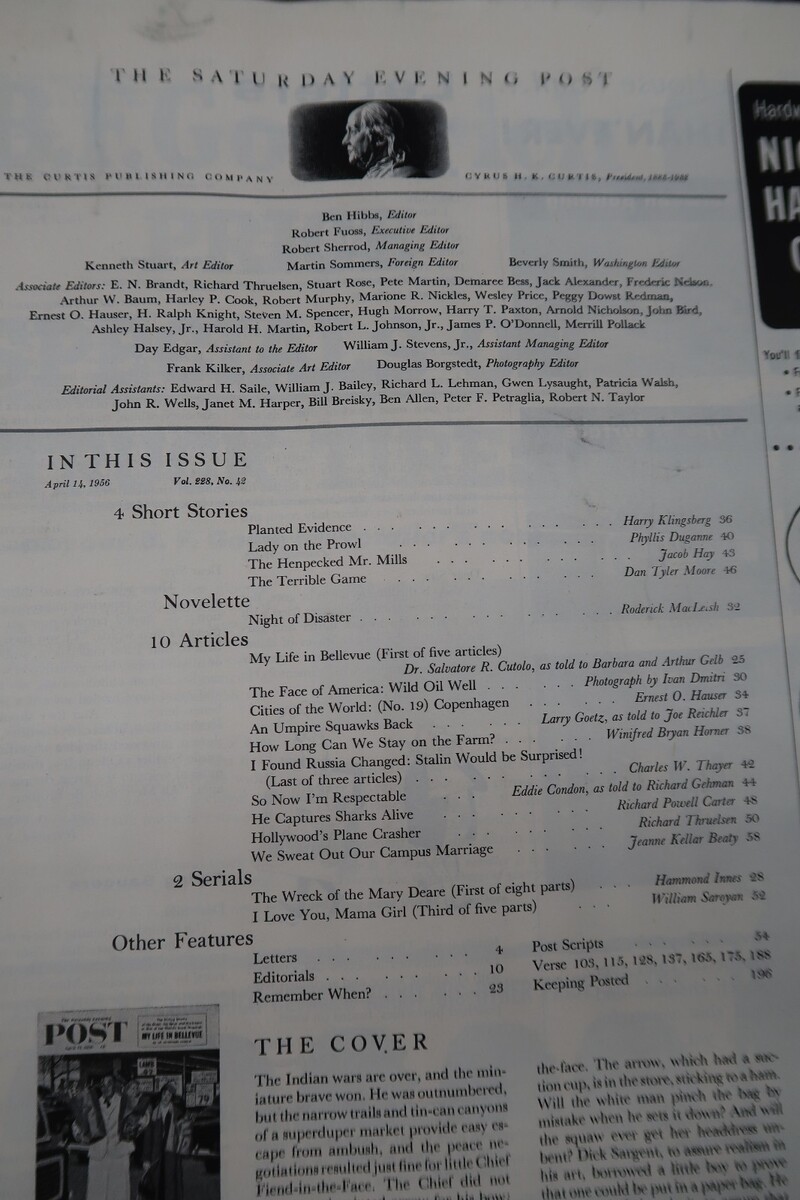 THE SATURDAY EVENING POST
THE CURTIS PUBLISHING COMPANY
CYRUS H. K. CURTIS, President, 1883-1932
Ben Hibbs, Editor
Robert Fuoss, Executive Editor
Robert Sherrod, Managing Editor
Kenneth Stuart, Art Editor Martin Sommers, Foreign Editor Beverly Smith, Washington Editor
Associate Editors: E. N. Brandt, Richard Thruelsen, Stuart Rose, Pete Martin, Demaree Bess, Jack Alexander, Frederic Nelson,
Arthur W. Baum, Harley P. Cook, Robert Murphy, Marione R. Nickles, Wesley Price, Peggy Dowst Redman,
Ernest O. Hauser, H. Ralph Knight, Steven M. Spencer, Hugh Morrow, Harry T. Paxton, Arnold Nicholson, John Bird,
Ashley Halsey, Jr., Harold H. Martin, Robert L. Johnson, Jr., James P. O'Donnell, Merrill Pollack
Day Edgar, Assistant to the Editor William J. Stevens, Jr., Assistant Managing Editor
Frank Kilker, Associate Art Editor Douglas Borgstedt, Photography Editor
Editorial Assistants: Edward H. Saile, William J. Bailey, Richard L. Lehman, Gwen Lysaught, Patricia Walsh,
John R. Wells, Janet M. Harper, Bill Breisky, Ben Allen, Peter F. Petraglia, Robert N. Taylor
IN THIS ISSUE
April 14, 1956 Vol. 228, No. 42
4 Short Stories
Planted Evidence . . . . . . . . . . Harry Klingsberg 36
Lady on the Prowl . . . . . . . . . . Phyllis Duganne 40
The Henpecked Mr. Mills . . . . . . . . . . Jacob Hay 43
The Terrible Game . . . . . . . . . . Dan Tyler Moore 46
Novelette
Night of Disaster . . . . . . . . . . Roderick MacLeish 32
10 Articles
My Life in Bellevue (First of five articles)
Dr. Salvatore R. Cutolo, as told to Barbara and Arthur Gelb 25
The Face of America: Wild Oil Well . . . . . . Photograph by Ivan Dmitri 30
Cities of the World: (No. 19) Copenhagen . . . . . . Ernest O. Hauser 34
An Umpire Squawks Back . . . . . . Larry Goetz, as told to Joe Reichler 37
How Long Can We Stay on the Farm? . . . . . . Winifred Bryan Horner 38
I Found Russia Changed: Stalin Would be Surprised!
(Last of three articles) . . . . . . . . Charles W. Thayer 42
So Now I'm Respectable . . . Eddie Condon, as told to Richard Gehman 44
He Captures Sharks Alive . . . . . . . . Richard Powell Carter 48
Hollywood's Plane Crasher . . . . . . . . Richard Thruelsen 50
We Sweat Out Our Campus Marriage . . . . . . Jeanne Kellar Beaty 58
2 Serials
The Wreck of the Mary Deare (First of eight parts) . . . Hammond Innes 28
I Love You, Mama Girl (Third of five parts) . . . William Saroyan 52
Other Features
Letters . . . . . . . . 4
Editorials . . . . . . . . 10
Remember When? . . . . . . 23
Post Scripts . . . . . . 54
Verse 103, 115, 128, 137, 165, 175, 188
Keeping Posted . . . . . . 196
POST
MY LIFE IN BELLEVUE
LAMB
79
THE COVER
The Indian wars are over, and the min-
iature brave won. He was outnumbered,
but the narrow trails and tin-can canyons
of a superduper market provide easy es-
cape from ambush, and the peace ne-
gotiations resulted just fine for little Chief
Fiend-in-the-Face. The Chief did not
the-face. The arrow, which had a suc-
tion cup, is in the store, sticking to a ham.
Will the white man pinch the bag by
mistake when he sets it down? And will
the squaw ever get her headdress un-
bent? Dick Sargent, to assure realism in
his art, borrowed a little boy to prove
that one could be put in a paper bag. He
Hardw
NI
HA
You'll